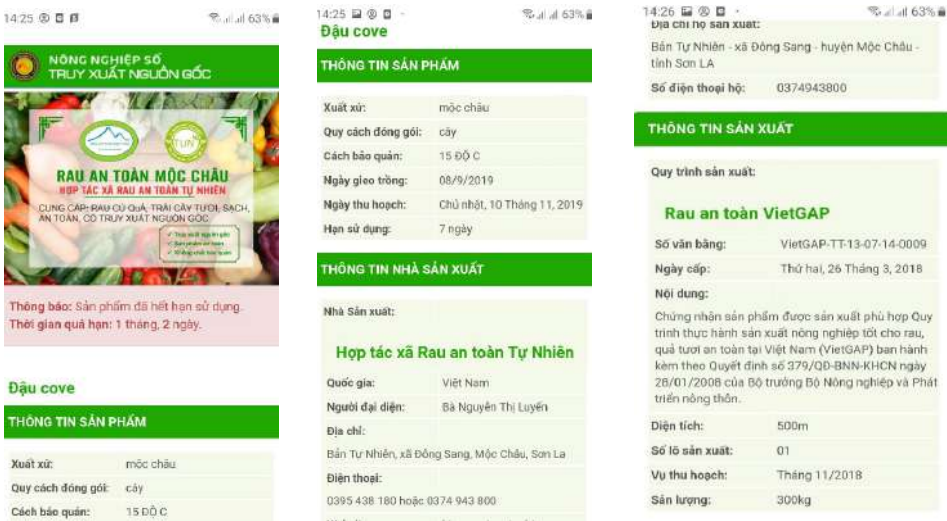 14:25
63%
NÔNG NGHIỆP SỐ
TRUY XUẤT NGUỒN GỐC
TUN
RAU AN TOÀN MỘC CHÂU
HỢP TÁC XÃ RAU AN TOÀN TỰ NHIÊN
CUNG CẤP: RAU CỦ QUẢ, TRÁI CÂY TƯƠI, SẠCH,
AN TOÀN, CÓ TRUY XUẤT NGUỒN GỐC
Thông báo: Sản phẩm đã hết hạn sử dụng.
Thời gian quá hạn: 1 tháng, 2 ngày.
Đậu cove
THÔNG TIN SẢN PHẨM
Xuất xứ: mộc châu
Quy cách đóng gói: cây
Cách bảo quản: 15 ĐỘ C
14:25
63%
Đậu cove
THÔNG TIN SẢN PHẨM
Xuất xứ: mộc châu
Quy cách đóng gói: cây
Cách bảo quản: 15 ĐỘ C
Ngày gieo trồng: 08/9/2019
Ngày thu hoạch: Chủ nhật, 10 Tháng 11, 2019
Hạn sử dụng: 7 ngày
THÔNG TIN NHÀ SẢN XUẤT
Nhà Sản xuất:
Hợp tác xã Rau an toàn Tự Nhiên
Quốc gia: Việt Nam
Người đại diện: Bà Nguyễn Thị Luyến
Địa chỉ:
Bản Tự Nhiên, xã Đông Sang, Mộc Châu, Sơn La
Điện thoại:
0395 438 180 hoặc 0374 943 800
14:26
63%
Địa chỉ hộ sản xuất:
Bản Tự Nhiên - xã Đông Sang - huyện Mộc Châu -
tỉnh Sơn LA
Số điện thoại hộ: 0374943800
THÔNG TIN SẢN XUẤT
Quy trình sản xuất:
Rau an toàn VietGAP
Số văn bằng: VietGAP-TT-13-07-14-0009
Ngày cấp: Thứ hai, 26 Tháng 3, 2018
Nội dung:
Chứng nhận sản phẩm được sản xuất phù hợp Quy
trình thực hành sản xuất nông nghiệp tốt cho rau,
quả tươi an toàn tại Việt Nam (VietGAP) ban hành
kèm theo Quyết định số 379/QĐ-BNN-KHCN ngày
28/01/2008 của Bộ trưởng Bộ Nông nghiệp và Phát
triển nông thôn.
Diện tích: 500m
Số lô sản xuất: 01
Vụ thu hoạch: Tháng 11/2018
Sản lượng: 300kg